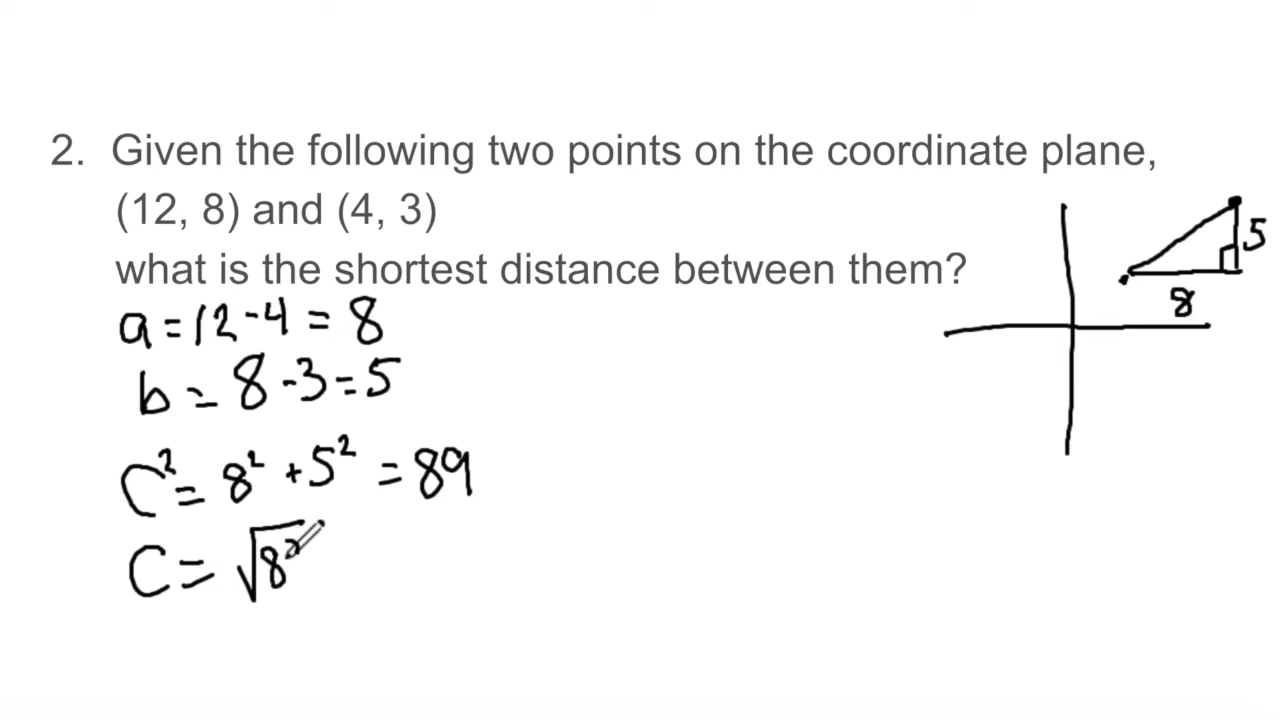 2. Given the following two points on the coordinate plane,
(12, 8) and (4, 3)
what is the shortest distance between them?
a = 12 - 4 = 8
b = 8 - 3 = 5
C² = 8² + 5² = 89
C = √8
5
8